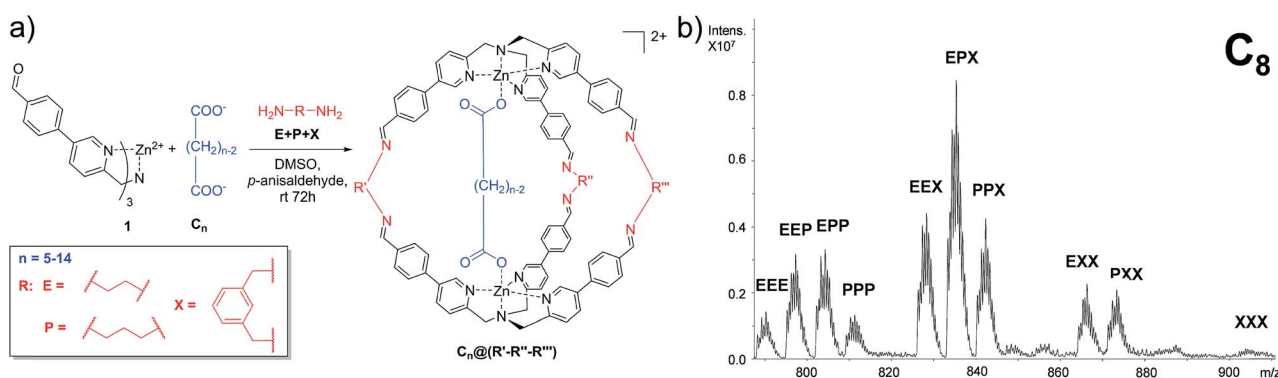 a)
O
N
3
1
Zn²⁺ +
N
COO⁻
(CH₂)n-2
COO⁻
Cn
H₂N-R-NH₂
E+P+X
DMSO,
p-anisaldehyde,
rt 72h
n = 5-14
R: E =
P =
X =
2+
N
N
Zn
N
N
O
O
N
N
N
R'
(CH₂)n-2
R''
R'''
N
N
N
O
O
N
N
Zn
N
N
Cn@(R'-R''-R''')
b)
Intens.
X10⁷
C₈
0.8
0.6
0.4
0.2
0.0
EEE
EEP
EPP
PPP
EEX
EPX
PPX
EXX
PXX
XXX
800
820
840
860
880
900
m/z